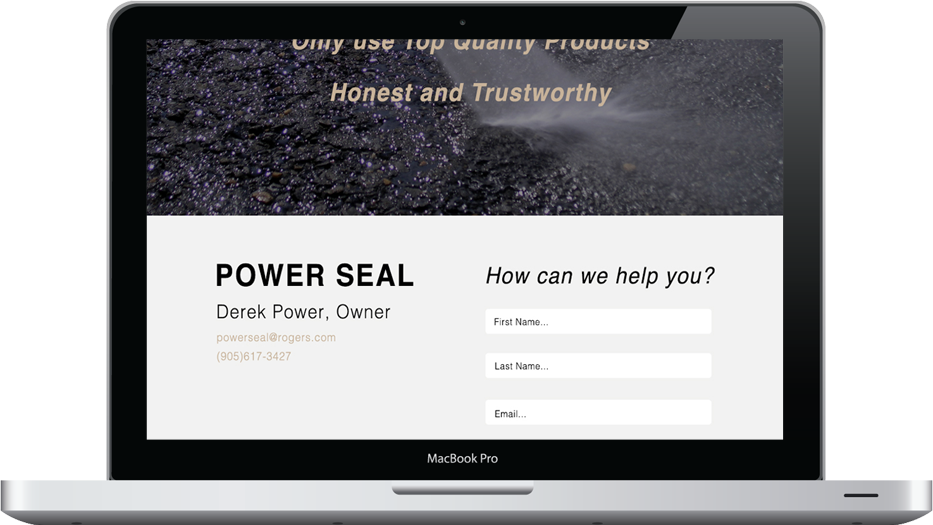 Only use Top Quality Products
Honest and Trustworthy
POWER SEAL
Derek Power, Owner
powerseal@rogers.com
(905)617-3427
How can we help you?
First Name...
Last Name...
Email...
MacBook Pro